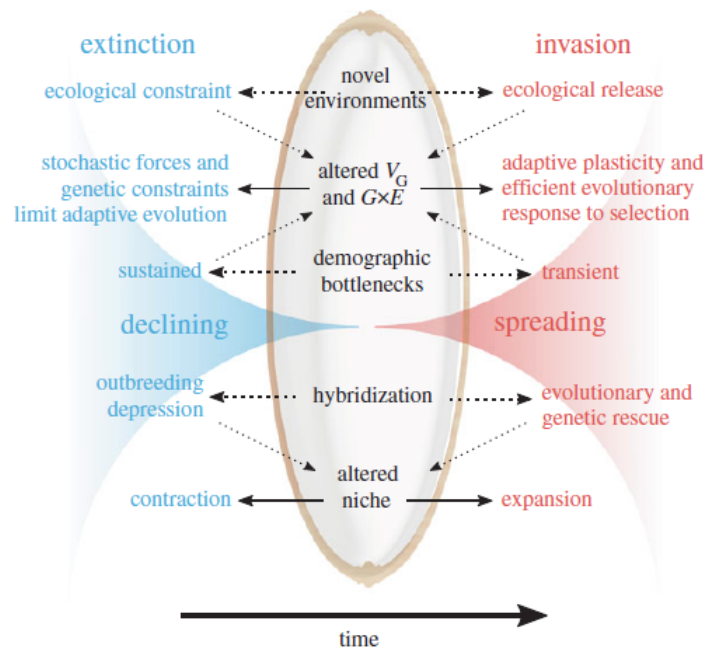 extinction
invasion
novel
environments
ecological constraint
ecological release
stochastic forces and
genetic constraints
limit adaptive evolution
altered V_G
and G×E
adaptive plasticity and
efficient evolutionary
response to selection
demographic
bottlenecks
sustained
transient
declining
spreading
outbreeding
depression
hybridization
evolutionary and
genetic rescue
altered
niche
contraction
expansion
time